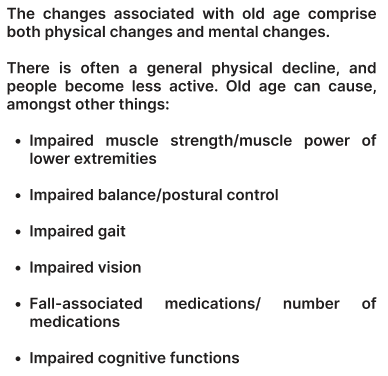 The changes associated with old age comprise
both physical changes and mental changes.
There is often a general physical decline, and
people become less active. Old age can cause,
amongst other things:
• Impaired muscle strength/muscle power of
lower extremities
• Impaired balance/postural control
• Impaired gait
• Impaired vision
• Fall-associated medications/ number of
medications
• Impaired cognitive functions